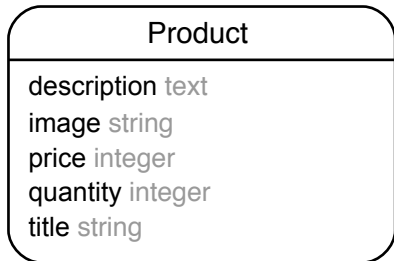 Product
description text
image string
price integer
quantity integer
title string